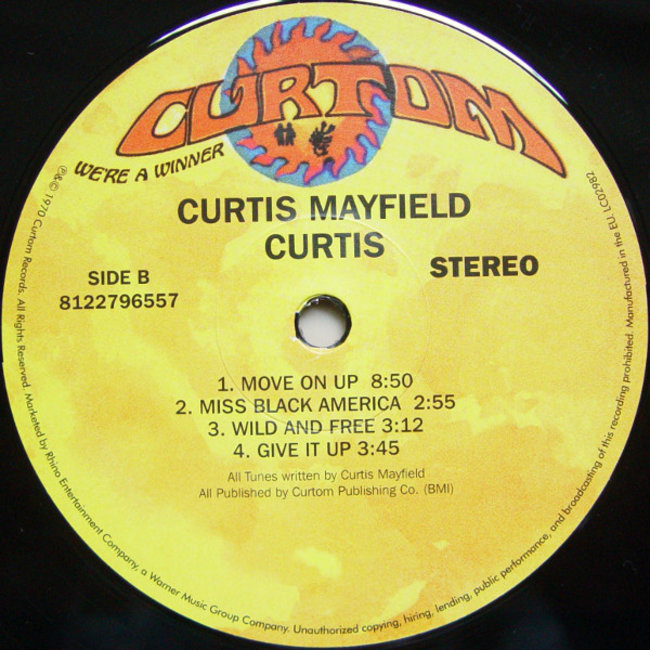 CURTOM
WE'RE A WINNER
CURTIS MAYFIELD
CURTIS
SIDE B
8122796557
STEREO
1. MOVE ON UP 8:50
2. MISS BLACK AMERICA 2:55
3. WILD AND FREE 3:12
4. GIVE IT UP 3:45
All Tunes written by Curtis Mayfield
All Published by Curtom Publishing Co. (BMI)
℗&© 1970 Curtom Records. All Rights Reserved. Marketed by Rhino Entertainment Company, a Warner Music Group Company. Unauthorized copying, hiring, lending, public performance, and broadcasting of this recording prohibited. Manufactured in the EU. LC02982